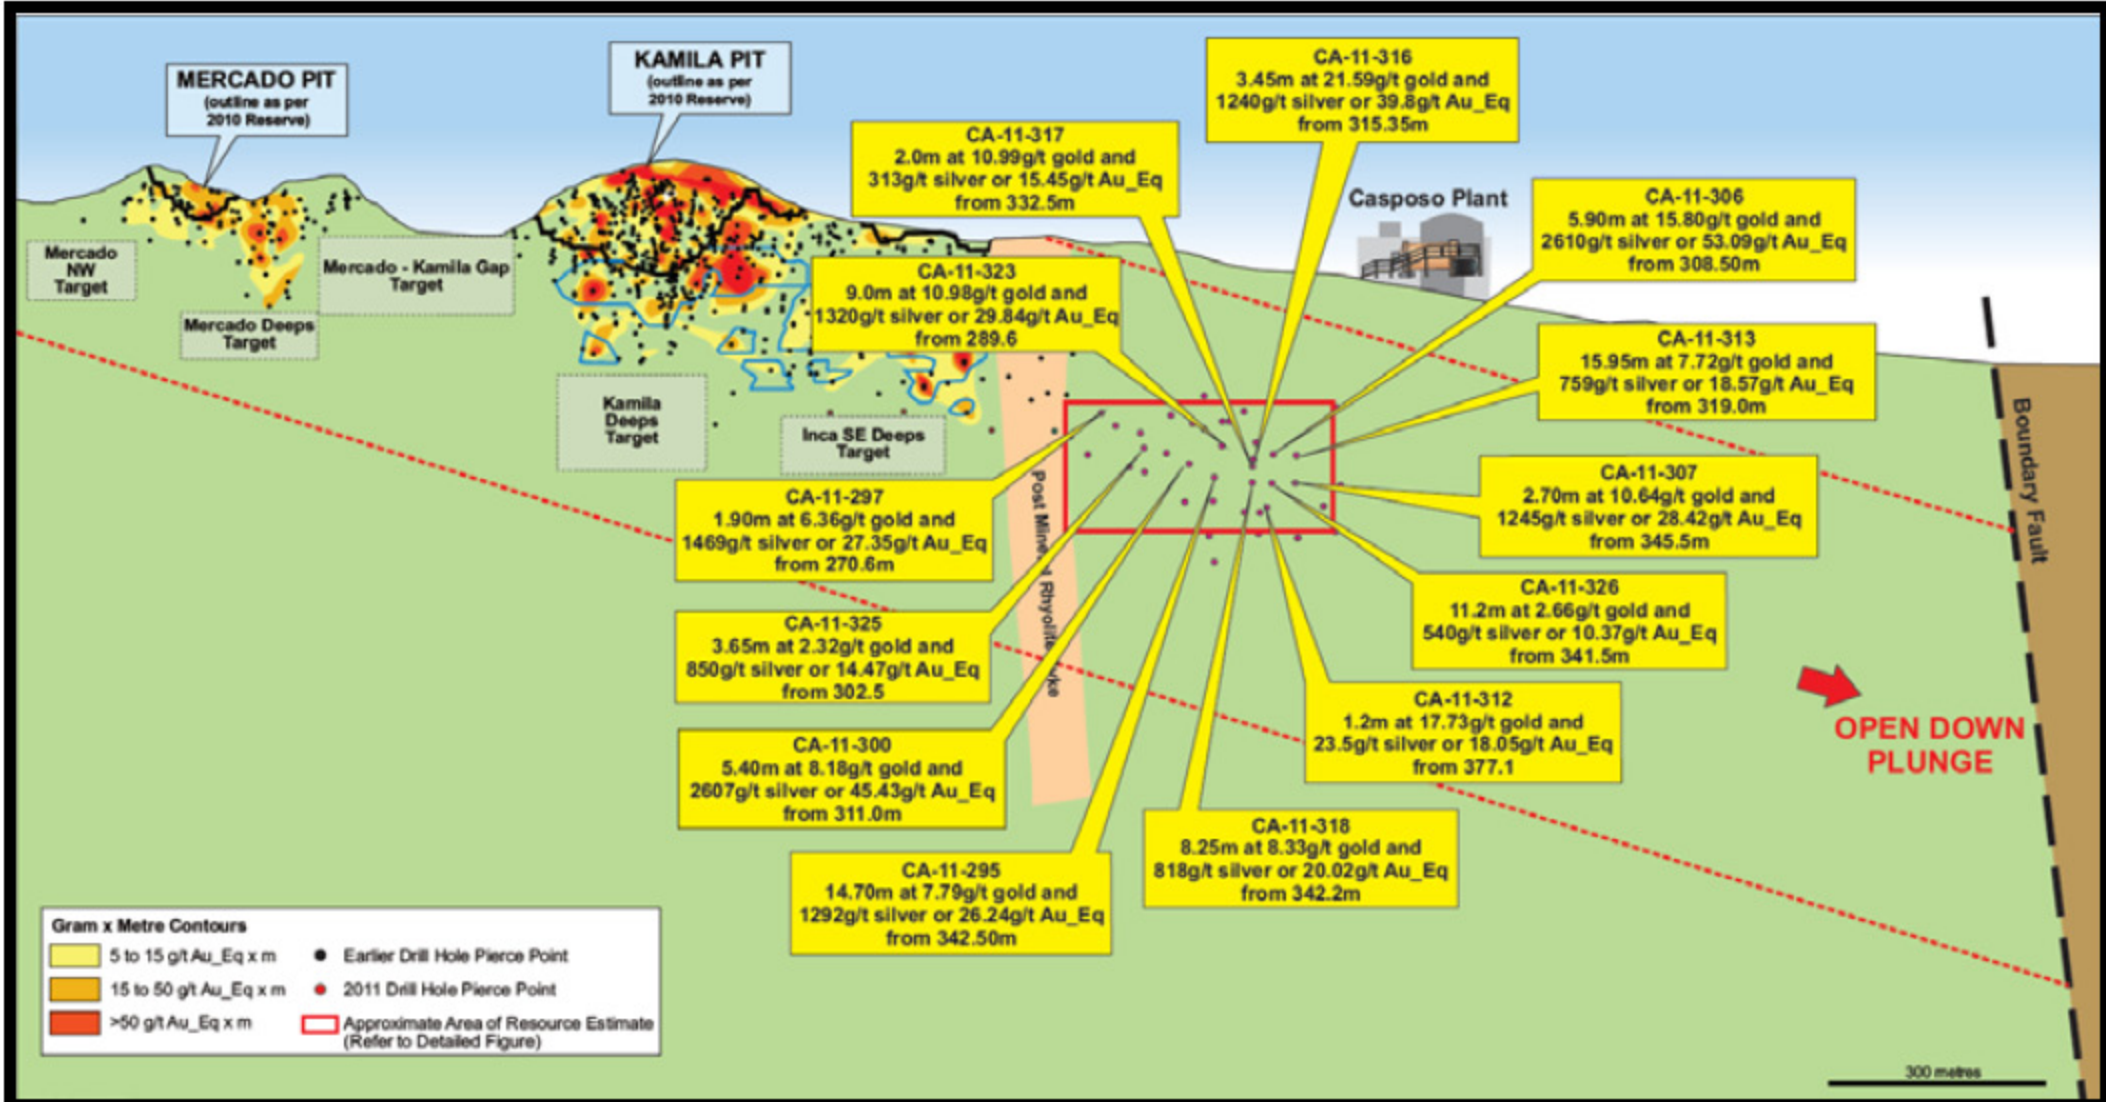 MERCADO PIT
(outline as per
2010 Reserve)
KAMILA PIT
(outline as per
2010 Reserve)
CA-11-316
3.45m at 21.59g/t gold and
1240g/t silver or 39.8g/t Au_Eq
from 315.35m
CA-11-317
2.0m at 10.99g/t gold and
313g/t silver or 15.45g/t Au_Eq
from 332.5m
Casposo Plant
CA-11-306
5.90m at 15.80g/t gold and
2610g/t silver or 53.09g/t Au_Eq
from 308.50m
Mercado
NW
Target
Mercado - Kamila Gap
Target
Mercado Deeps
Target
CA-11-323
9.0m at 10.98g/t gold and
1320g/t silver or 29.84g/t Au_Eq
from 289.6
CA-11-313
15.95m at 7.72g/t gold and
759g/t silver or 18.57g/t Au_Eq
from 319.0m
Kamila
Deeps
Target
Inca SE Deeps
Target
Boundary Fault
CA-11-297
1.90m at 6.36g/t gold and
1469g/t silver or 27.35g/t Au_Eq
from 270.6m
Post Mineral Rhyolite
CA-11-307
2.70m at 10.64g/t gold and
1245g/t silver or 28.42g/t Au_Eq
from 345.5m
CA-11-326
11.2m at 2.66g/t gold and
540g/t silver or 10.37g/t Au_Eq
from 341.5m
CA-11-325
3.65m at 2.32g/t gold and
850g/t silver or 14.47g/t Au_Eq
from 302.5
CA-11-312
1.2m at 17.73g/t gold and
23.5g/t silver or 18.05g/t Au_Eq
from 377.1
OPEN DOWN
PLUNGE
CA-11-300
5.40m at 8.18g/t gold and
2607g/t silver or 45.43g/t Au_Eq
from 311.0m
CA-11-318
8.25m at 8.33g/t gold and
818g/t silver or 20.02g/t Au_Eq
from 342.2m
CA-11-295
14.70m at 7.79g/t gold and
1292g/t silver or 26.24g/t Au_Eq
from 342.50m
Gram x Metre Contours
5 to 15 g/t Au_Eq x m
15 to 50 g/t Au_Eq x m
>50 g/t Au_Eq x m
Earlier Drill Hole Pierce Point
2011 Drill Hole Pierce Point
Approximate Area of Resource Estimate
(Refer to Detailed Figure)
300 metres